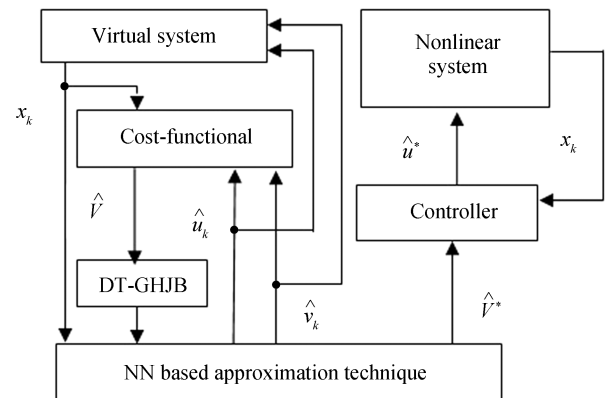 Virtual system
Nonlinear
system
x_k
Cost-functional
û*
x_k
V̂
û_k
Controller
DT-GHJB
v̂_k
V̂*
NN based approximation technique